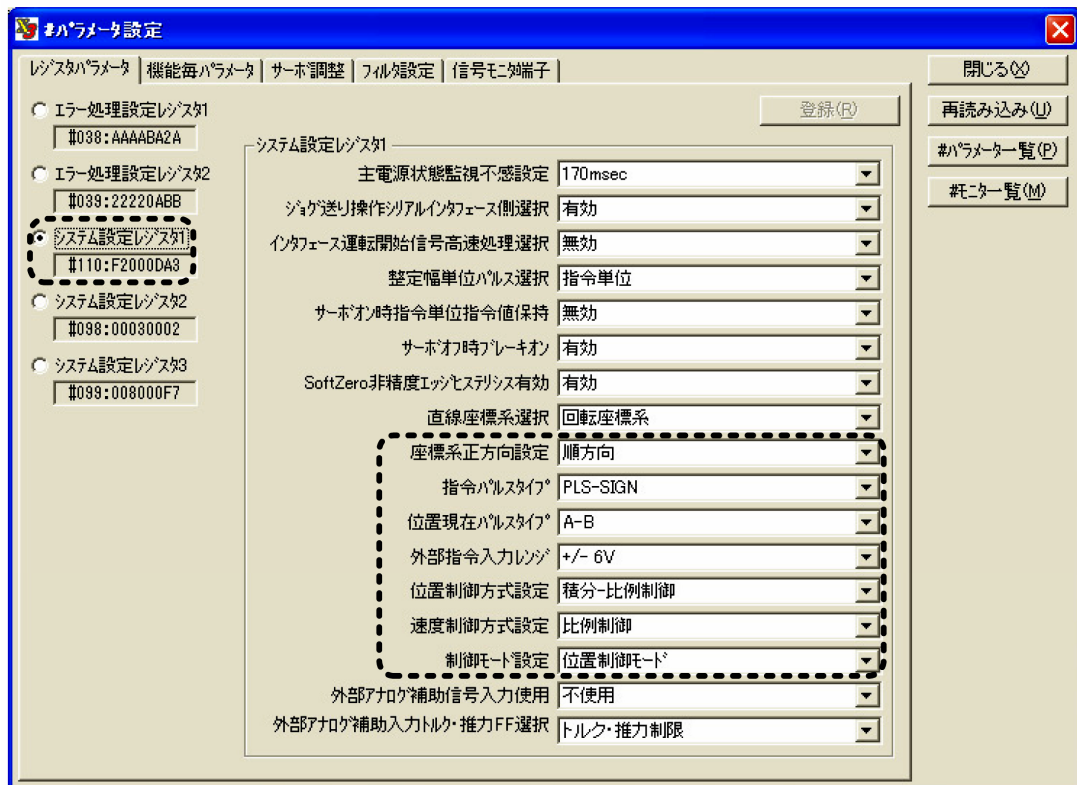 #パラメータ設定
レジスタパラメータ 機能毎パラメータ サーボ調整 フィルタ設定 信号モニタ端子
閉じる(X)
再読み込み(U)
#パラメーター覧(P)
#モニター覧(M)
登録(R)
エラー処理設定レジスタ1
#038:AAAABA2A
エラー処理設定レジスタ2
#039:22220ABB
システム設定レジスタ1
#110:F2000DA3
システム設定レジスタ2
#098:00030002
システム設定レジスタ3
#099:008000F7
システム設定レジスタ1
主電源状態監視不感設定 170msec
ジョグ送り操作シリアルインタフェース側選択 有効
インタフェース運転開始信号高速処理選択 無効
整定幅単位パルス選択 指令単位
サーボオン時指令単位指令値保持 無効
サーボオフ時ブレーキオン 有効
SoftZero非精度エッジヒステリシス有効 有効
直線座標系選択 回転座標系
座標系正方向設定 順方向
指令パルスタイプ PLS-SIGN
位置現在パルスタイプ A-B
外部指令入力レンジ +/- 6V
位置制御方式設定 積分-比例制御
速度制御方式設定 比例制御
制御モード設定 位置制御モード
外部アナログ補助信号入力使用 不使用
外部アナログ補助入力トルク・推力FF選択 トルク・推力制限